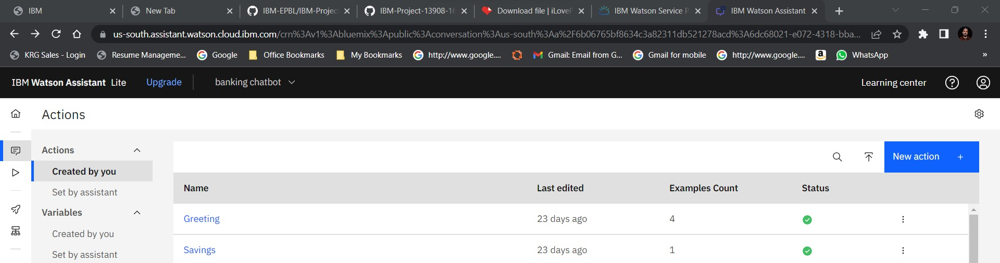 IBM
New Tab
IBM-EPBL/IBM-Projec
IBM-Project-13908-16
Download file | iLoveP
IBM Watson Service P
IBM Watson Assistant
us-south.assistant.watson.cloud.ibm.com/crn%3Av1%3Abluemix%3Apublic%3Aconversation%3Aus-south%3Aa%2F6b06765bf8634c3a82311db521278acd%3A6dc68021-e072-4318-bba...
KRG Sales - Login
Resume Manageme...
Google
Office Bookmarks
My Bookmarks
http://www.google....
Gmail: Email from G...
Gmail for mobile
http://www.google....
WhatsApp
IBM Watson Assistant Lite
Upgrade
banking chatbot
Learning center
Actions
Actions
Created by you
Set by assistant
Variables
Created by you
Set by assistant
New action +
Name Last edited Examples Count Status
Greeting 23 days ago 4
Savings 23 days ago 1